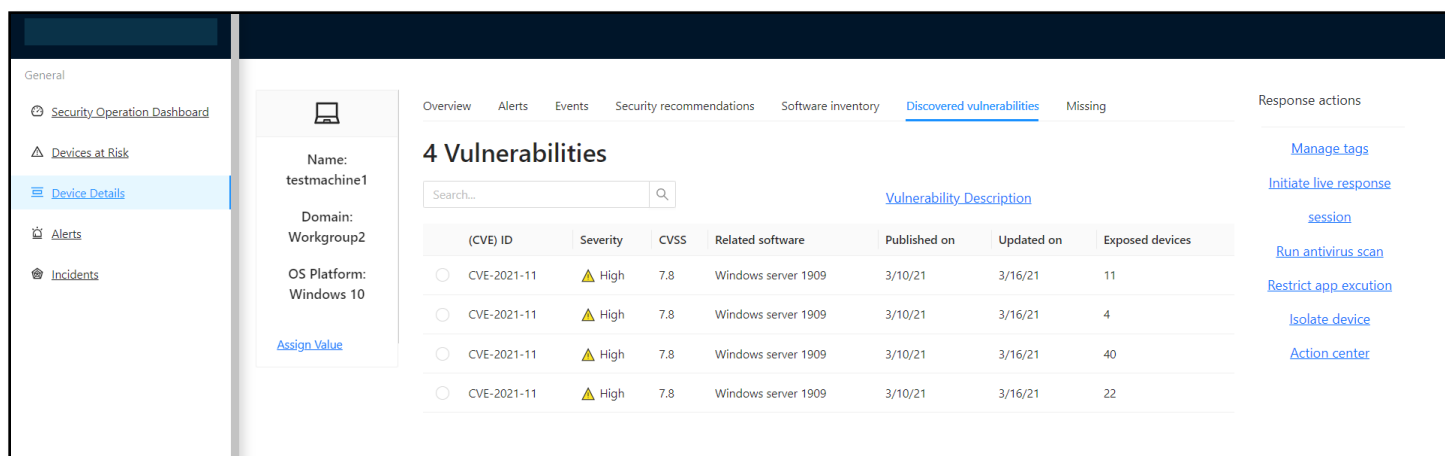 General
Security Operation Dashboard
Devices at Risk
Device Details
Alerts
Incidents
Name:
testmachine1
Domain:
Workgroup2
OS Platform:
Windows 10
Assign Value
Overview Alerts Events Security recommendations Software inventory Discovered vulnerabilities Missing
4 Vulnerabilities
Search...
Vulnerability Description
(CVE) ID Severity CVSS Related software Published on Updated on Exposed devices
CVE-2021-11 High 7.8 Windows server 1909 3/10/21 3/16/21 11
CVE-2021-11 High 7.8 Windows server 1909 3/10/21 3/16/21 4
CVE-2021-11 High 7.8 Windows server 1909 3/10/21 3/16/21 40
CVE-2021-11 High 7.8 Windows server 1909 3/10/21 3/16/21 22
Response actions
Manage tags
Initiate live response
session
Run antivirus scan
Restrict app excution
Isolate device
Action center